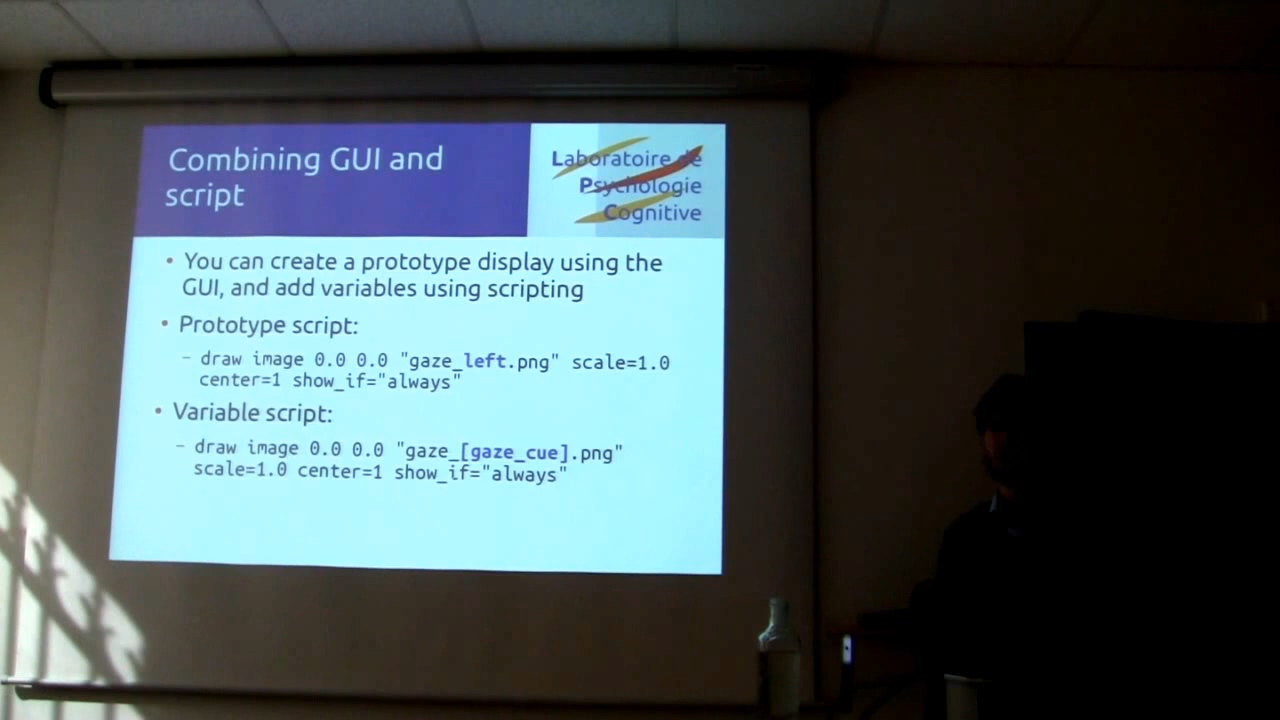 Combining GUI and
script
Laboratoire de
Psychologie
Cognitive
• You can create a prototype display using the
GUI, and add variables using scripting
• Prototype script:
– draw image 0.0 0.0 "gaze_left.png" scale=1.0
center=1 show_if="always"
• Variable script:
– draw image 0.0 0.0 "gaze_[gaze_cue].png"
scale=1.0 center=1 show_if="always"